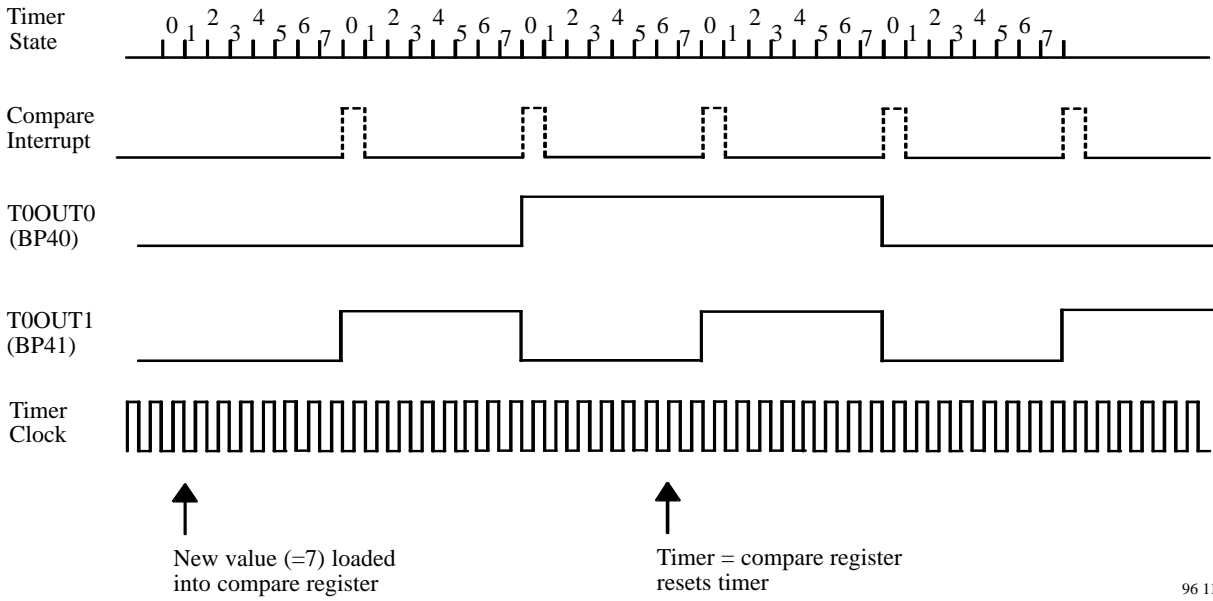 Timer
State
0 1 2 3 4 5 6 7 0 1 2 3 4 5 6 7 0 1 2 3 4 5 6 7 0 1 2 3 4 5 6 7 0 1 2 3 4 5 6 7
Compare
Interrupt
T0OUT0
(BP40)
T0OUT1
(BP41)
Timer
Clock
New value (=7) loaded
into compare register
Timer = compare register
resets timer
96 11